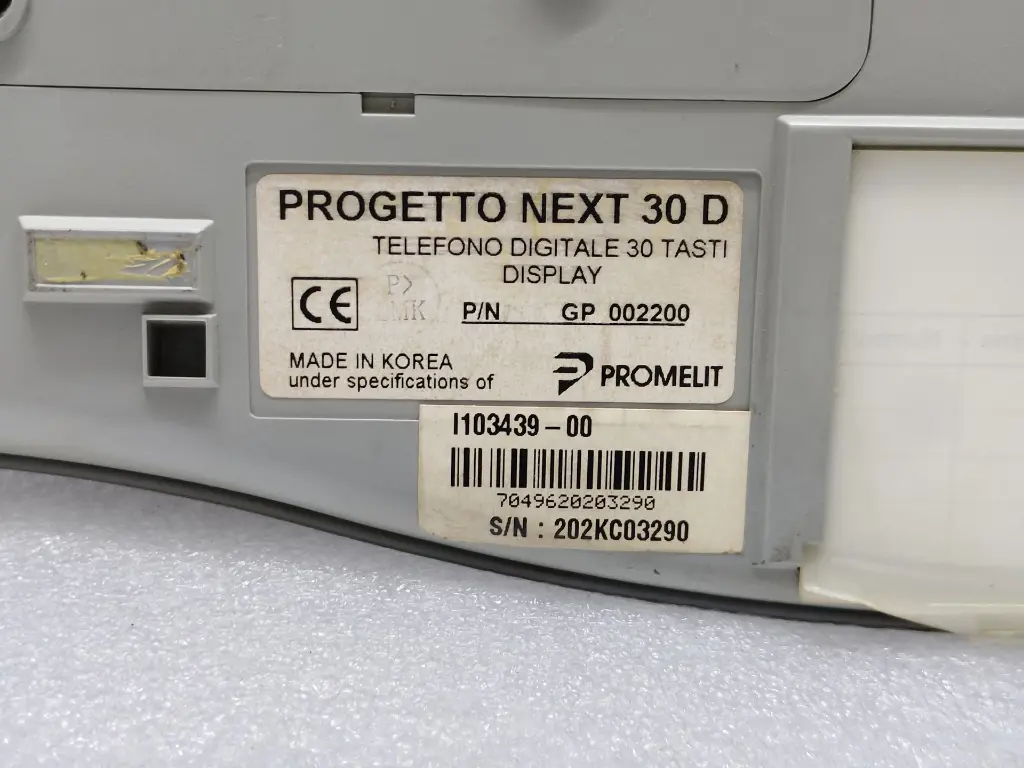 PROGETTO NEXT 30 D
TELEFONO DIGITALE 30 TASTI
DISPLAY
CE
P>
MK
P/N GP 002200
MADE IN KOREA
under specifications of
PROMELIT
I103439-00
7049620203290
S/N : 202KC03290